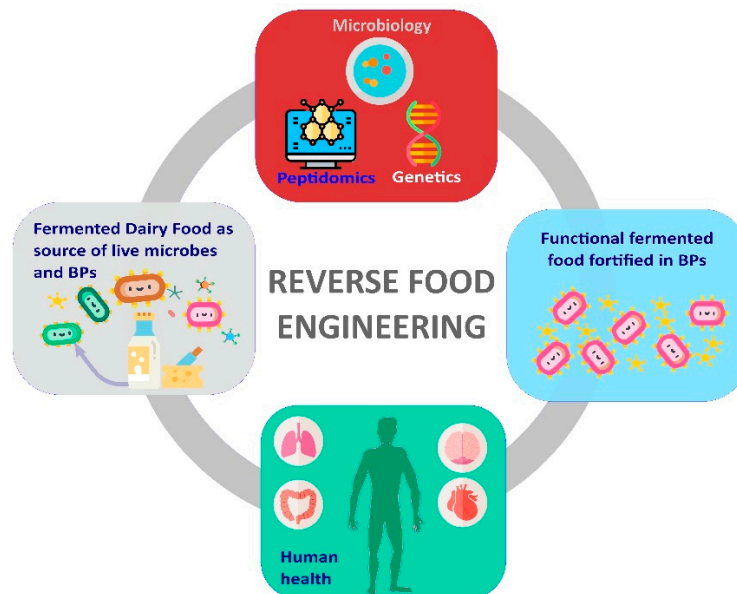 Microbiology
Peptidomics
Genetics
Fermented Dairy Food as
source of live microbes
and BPs
REVERSE FOOD
ENGINEERING
Functional fermented
food fortified in BPs
Human
health